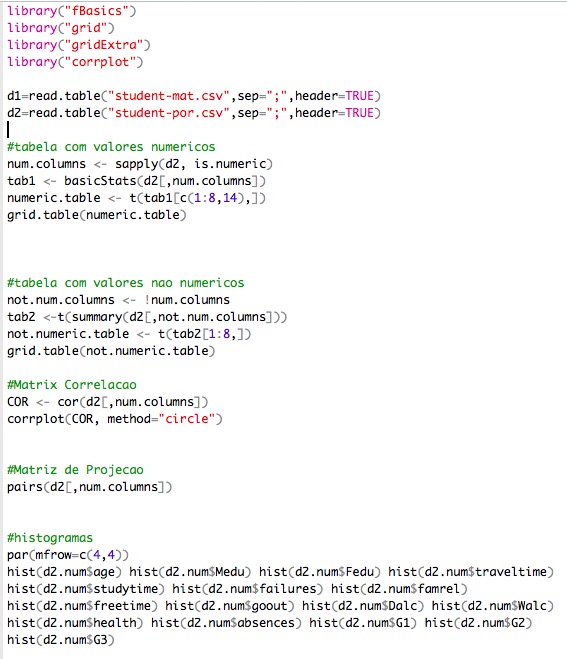 library("fBasics")
library("grid")
library("gridExtra")
library("corrplot")
d1=read.table("student-mat.csv",sep=";",header=TRUE)
d2=read.table("student-por.csv",sep=";",header=TRUE)
#tabela com valores numericos
num.columns <- sapply(d2, is.numeric)
tab1 <- basicStats(d2[,num.columns])
numeric.table <- t(tab1[c(1:8,14),])
grid.table(numeric.table)
#tabela com valores nao numericos
not.num.columns <- !num.columns
tab2 <-t(summary(d2[,not.num.columns]))
not.numeric.table <- t(tab2[1:8,])
grid.table(not.numeric.table)
#Matrix Correlacao
COR <- cor(d2[,num.columns])
corrplot(COR, method="circle")
#Matriz de Projecao
pairs(d2[,num.columns])
#histogramas
par(mfrow=c(4,4))
hist(d2.num$age) hist(d2.num$Medu) hist(d2.num$Fedu) hist(d2.num$traveltime)
hist(d2.num$studytime) hist(d2.num$failures) hist(d2.num$famrel)
hist(d2.num$freetime) hist(d2.num$goout) hist(d2.num$Dalc) hist(d2.num$Walc)
hist(d2.num$health) hist(d2.num$absences) hist(d2.num$G1) hist(d2.num$G2)
hist(d2.num$G3)